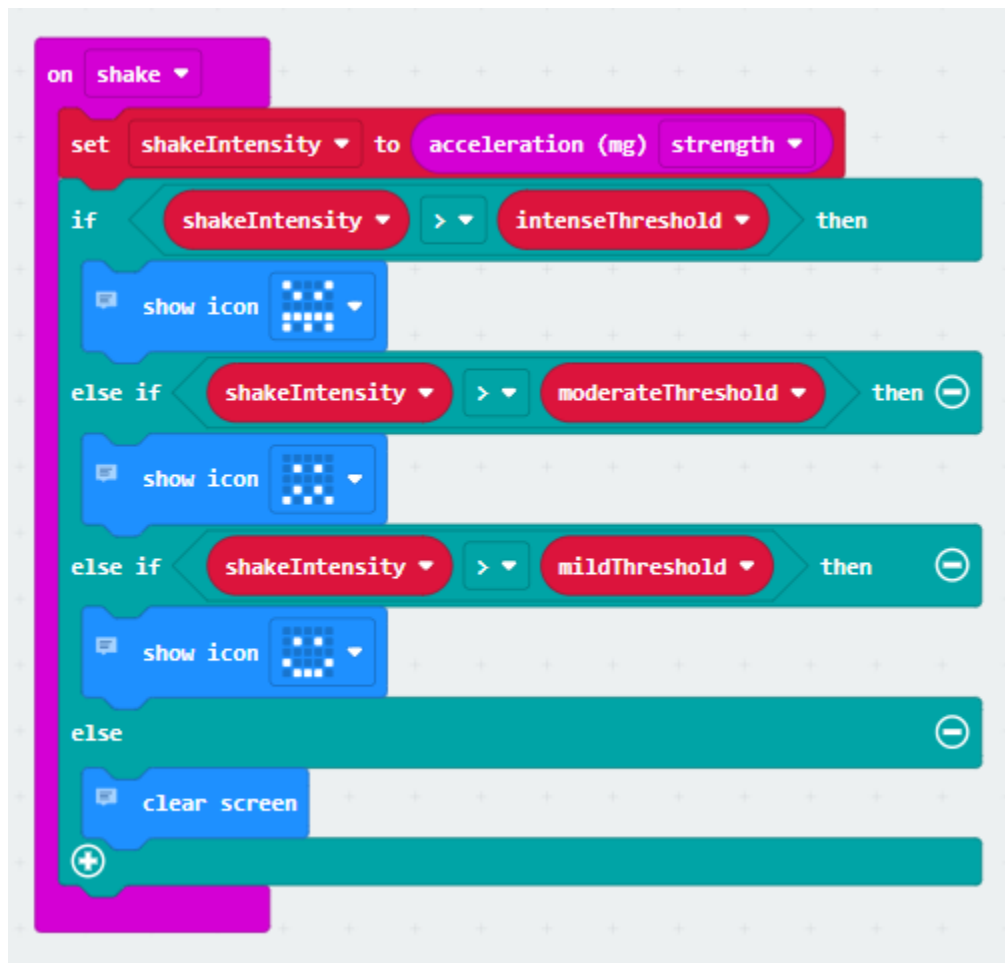 on shake
set shakeIntensity to acceleration (mg) strength
if shakeIntensity > intenseThreshold then
show icon
else if shakeIntensity > moderateThreshold then
show icon
else if shakeIntensity > mildThreshold then
show icon
else
clear screen